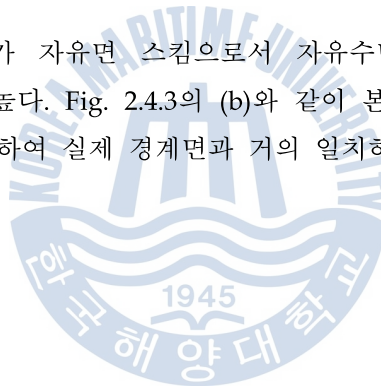 가 자유면 스킴으로서 자유수
높다. Fig. 2.4.3의 (b)와 같이 본
하여 실제 경계면과 거의 일치하
KOREA MARITIME UNIVERSITY
1945
한국해양대학교